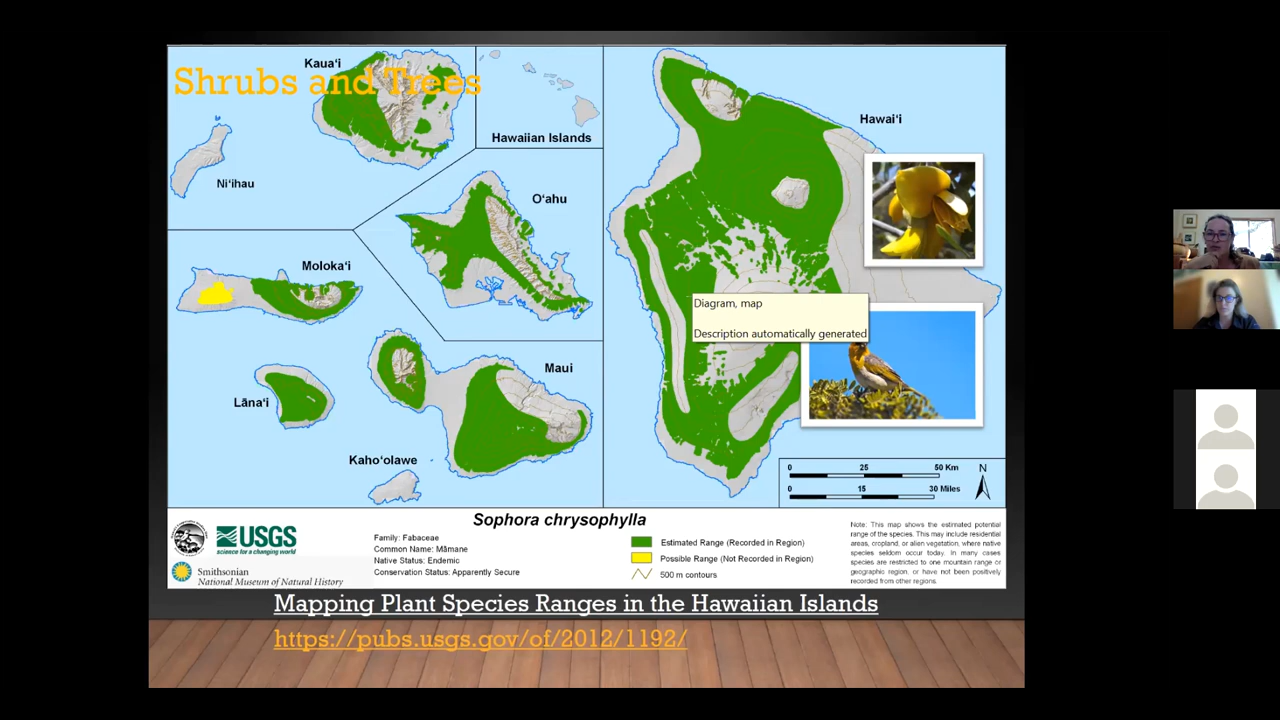 Shrubs and Trees
Kaua‘i
Ni‘ihau
Hawaiian Islands
O‘ahu
Hawai‘i
Moloka‘i
Lāna‘i
Maui
Kaho‘olawe
Diagram, map
Description automatically generated
0 25 50 Km
0 15 30 Miles
N
Sophora chrysophylla
USGS
science for a changing world
Smithsonian
National Museum of Natural History
Family: Fabaceae
Common Name: Māmane
Native Status: Endemic
Conservation Status: Apparently Secure
Estimated Range (Recorded in Region)
Possible Range (Not Recorded in Region)
500 m contours
Note: This map shows the estimated potential
range of the species. This may include residential
areas, cropland, or alien vegetation, where native
species seldom occur today. In many cases
species are restricted to one mountain range or
geographic region, or have not been positively
recorded from other regions.
Mapping Plant Species Ranges in the Hawaiian Islands
https://pubs.usgs.gov/of/2012/1192/